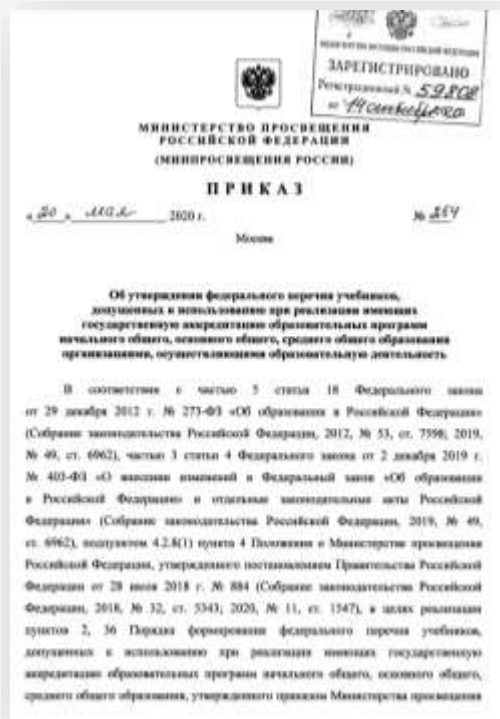 МИНИСТЕРСТВО ЮСТИЦИИ РОССИЙСКОЙ ФЕДЕРАЦИИ
ЗАРЕГИСТРИРОВАНО
Регистрационный № 59808
от "14 сентября 2020
МИНИСТЕРСТВО ПРОСВЕЩЕНИЯ
РОССИЙСКОЙ ФЕДЕРАЦИИ
(МИНПРОСВЕЩЕНИЯ РОССИИ)
ПРИКАЗ
« 20 » мая 2020 г. № 254
Москва
Об утверждении федерального перечня учебников,
допущенных к использованию при реализации имеющих
государственную аккредитацию образовательных программ
начального общего, основного общего, среднего общего образования
организациями, осуществляющими образовательную деятельность
В соответствии с частью 5 статьи 18 Федерального закона
от 29 декабря 2012 г. № 273-ФЗ «Об образовании в Российской Федерации»
(Собрание законодательства Российской Федерации, 2012, № 53, ст. 7598; 2019,
№ 49, ст. 6962), частью 3 статьи 4 Федерального закона от 2 декабря 2019 г.
№ 403-ФЗ «О внесении изменений в Федеральный закон «Об образовании
в Российской Федерации» и отдельные законодательные акты Российской
Федерации» (Собрание законодательства Российской Федерации, 2019, № 49,
ст. 6962), подпунктом 4.2.8(1) пункта 4 Положения о Министерстве просвещения
Российской Федерации, утвержденного постановлением Правительства Российской
Федерации от 28 июля 2018 г. № 884 (Собрание законодательства Российской
Федерации, 2018, № 32, ст. 5343; 2020, № 11, ст. 1547), в целях реализации
пунктов 2, 36 Порядка формирования федерального перечня учебников,
допущенных к использованию при реализации имеющих государственную
аккредитацию образовательных программ начального общего, основного общего,
среднего общего образования, утвержденного приказом Министерства просвещения